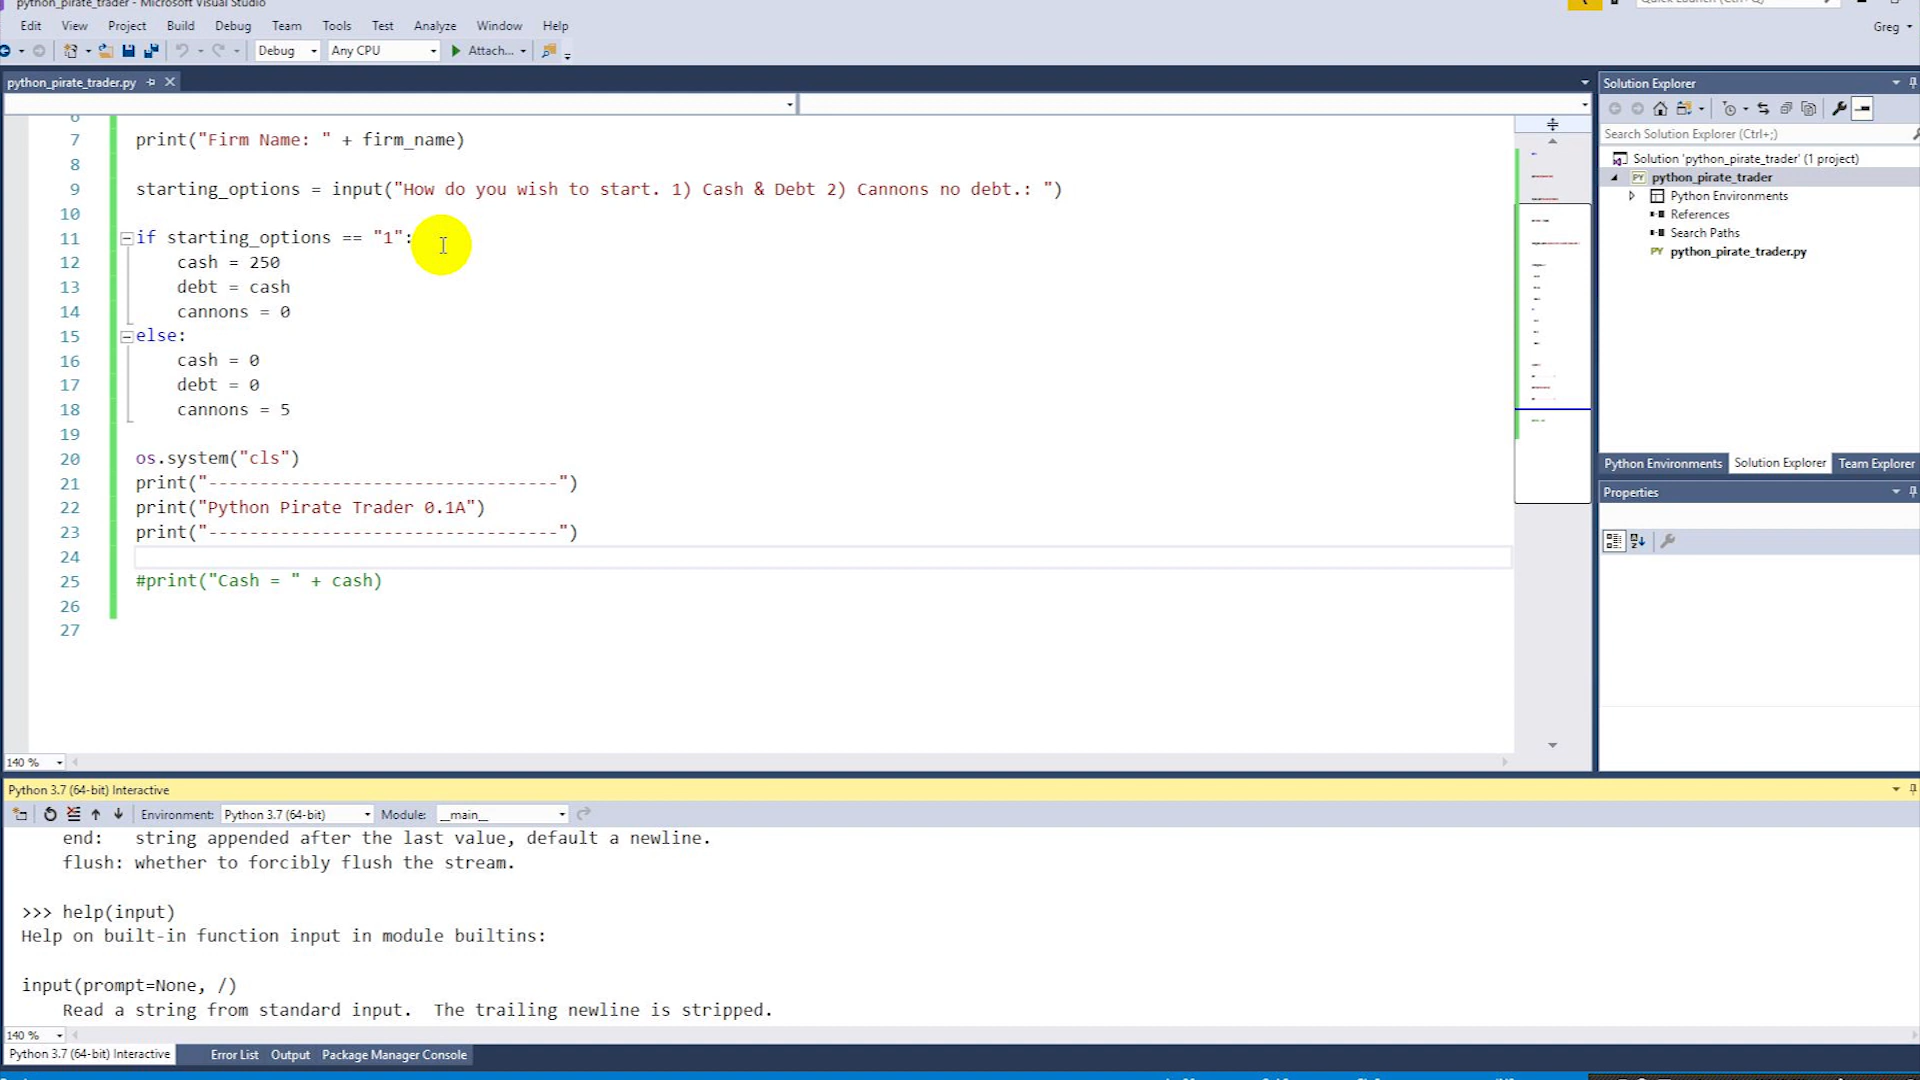 python_pirate_trader - Microsoft Visual Studio
Edit View Project Build Debug Team Tools Test Analyze Window Help
Greg
Debug Any CPU Attach...
python_pirate_trader.py
7 print("Firm Name: " + firm_name)
8
9 starting_options = input("How do you wish to start. 1) Cash & Debt 2) Cannons no debt.: ")
10
11 if starting_options == "1":
12 cash = 250
13 debt = cash
14 cannons = 0
15 else:
16 cash = 0
17 debt = 0
18 cannons = 5
19
20 os.system("cls")
21 print("----------------------------------")
22 print("Python Pirate Trader 0.1A")
23 print("----------------------------------")
24
25 #print("Cash = " + cash)
26
27
140 %
Solution Explorer
Search Solution Explorer (Ctrl+;)
Solution 'python_pirate_trader' (1 project)
python_pirate_trader
Python Environments
References
Search Paths
python_pirate_trader.py
Python Environments Solution Explorer Team Explorer
Properties
Python 3.7 (64-bit) Interactive
Environment: Python 3.7 (64-bit) Module: __main__
end: string appended after the last value, default a newline.
flush: whether to forcibly flush the stream.
>>> help(input)
Help on built-in function input in module builtins:
input(prompt=None, /)
Read a string from standard input. The trailing newline is stripped.
140 %
Python 3.7 (64-bit) Interactive Error List Output Package Manager Console